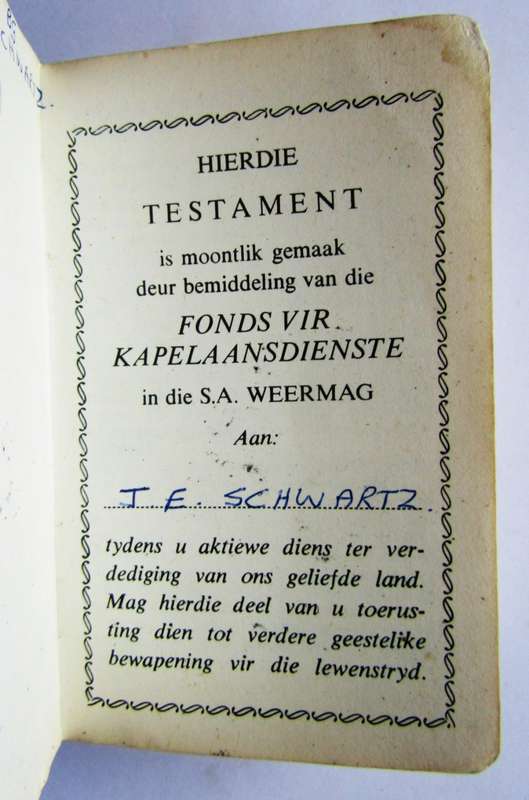 SCHWARTZ.
HIERDIE
TESTAMENT
is moontlik gemaak
deur bemiddeling van die
FONDS VIR
KAPELAANSDIENSTE
in die S.A. WEERMAG
Aan:
J E. SCHWARTZ.
tydens u aktiewe diens ter ver-
dediging van ons geliefde land.
Mag hierdie deel van u toerus-
ting dien tot verdere geestelike
bewapening vir die lewenstryd.